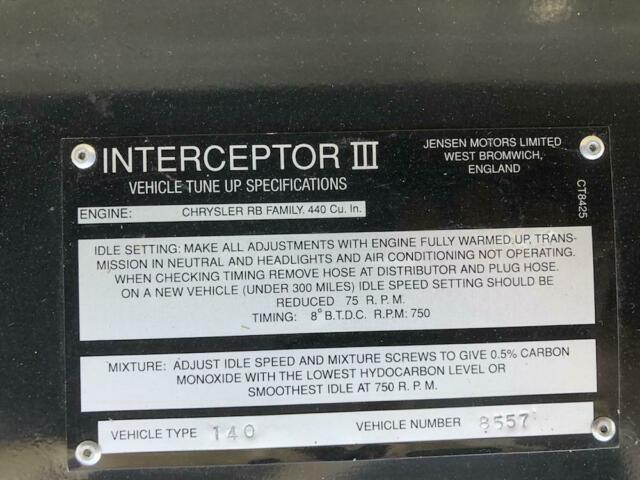 INTERCEPTOR III
VEHICLE TUNE UP SPECIFICATIONS
JENSEN MOTORS LIMITED
WEST BROMWICH,
ENGLAND
CT8425
ENGINE: CHRYSLER RB FAMILY. 440 Cu. In.
IDLE SETTING: MAKE ALL ADJUSTMENTS WITH ENGINE FULLY WARMED UP, TRANS-
MISSION IN NEUTRAL AND HEADLIGHTS AND AIR CONDITIONING NOT OPERATING.
WHEN CHECKING TIMING REMOVE HOSE AT DISTRIBUTOR AND PLUG HOSE.
ON A NEW VEHICLE (UNDER 300 MILES) IDLE SPEED SETTING SHOULD BE
REDUCED 75 R.P.M.
TIMING: 8° B.T.D.C. R.P.M: 750
MIXTURE: ADJUST IDLE SPEED AND MIXTURE SCREWS TO GIVE 0.5% CARBON
MONOXIDE WITH THE LOWEST HYDOCARBON LEVEL OR
SMOOTHEST IDLE AT 750 R.P.M.
VEHICLE TYPE 140 VEHICLE NUMBER 8557